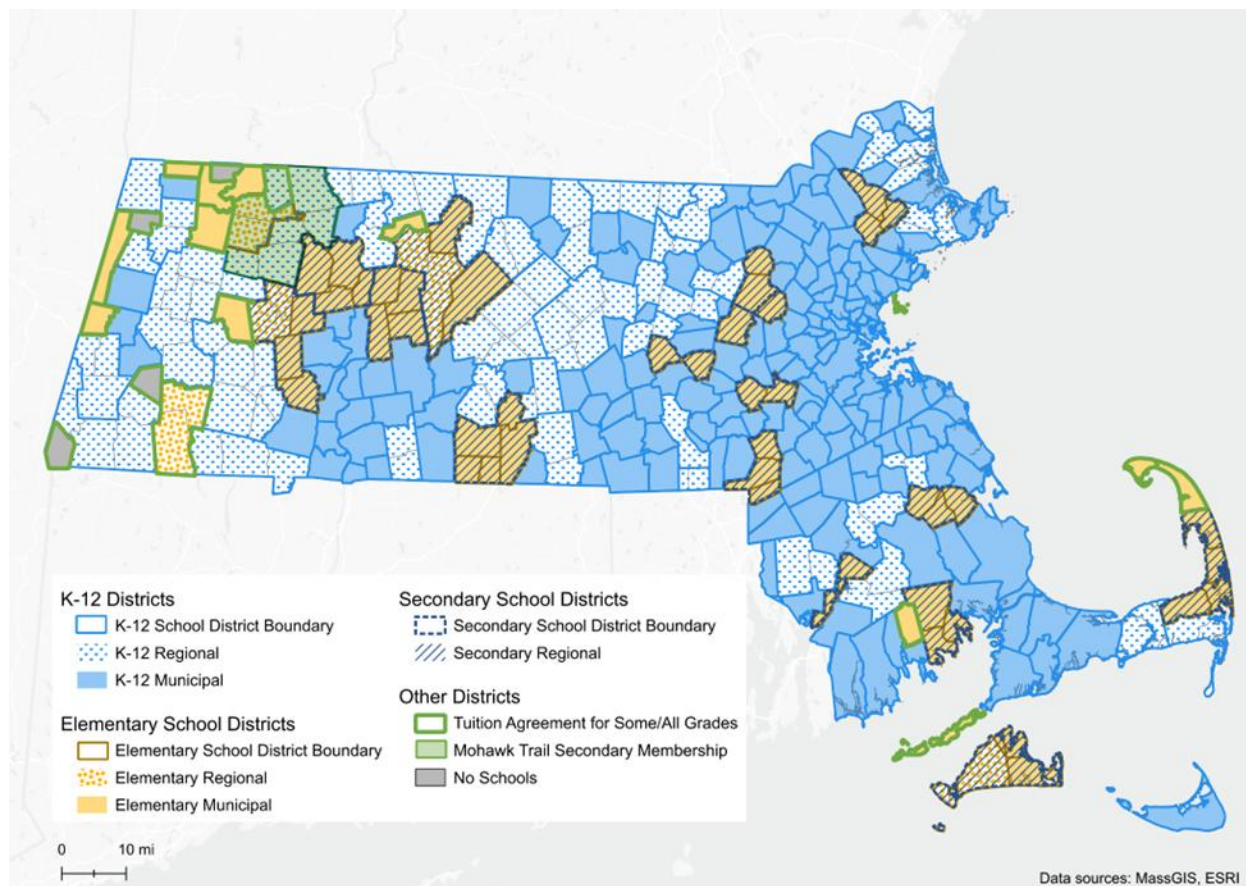 K-12 Districts
K-12 School District Boundary
K-12 Regional
K-12 Municipal
Elementary School Districts
Elementary School District Boundary
Elementary Regional
Elementary Municipal
Secondary School Districts
Secondary School District Boundary
Secondary Regional
Other Districts
Tuition Agreement for Some/All Grades
Mohawk Trail Secondary Membership
No Schools
0 10 mi
Data sources: MassGIS, ESRI